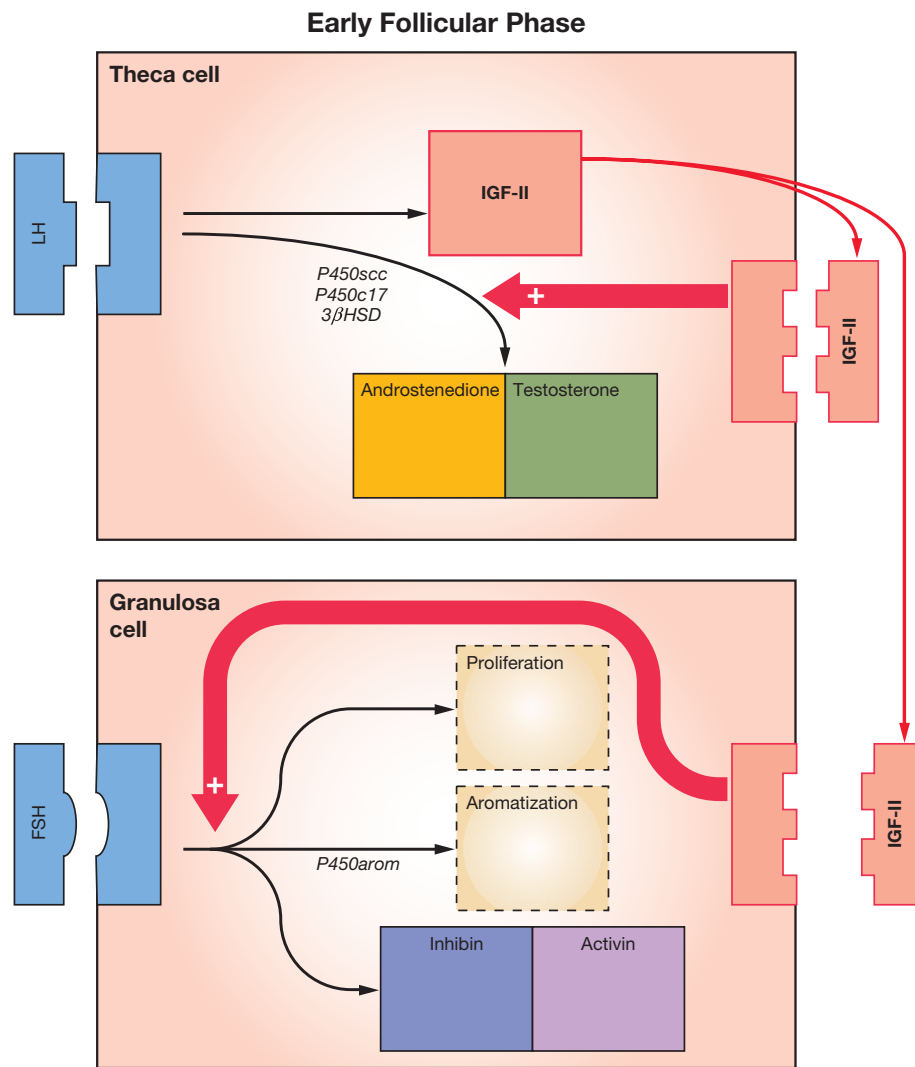 Early Follicular Phase
Theca cell
LH
IGF-II
P450scc
P450c17
3βHSD
+
IGF-II
Androstenedione
Testosterone
Granulosa
cell
Proliferation
+
FSH
Aromatization
P450arom
IGF-II
Inhibin
Activin